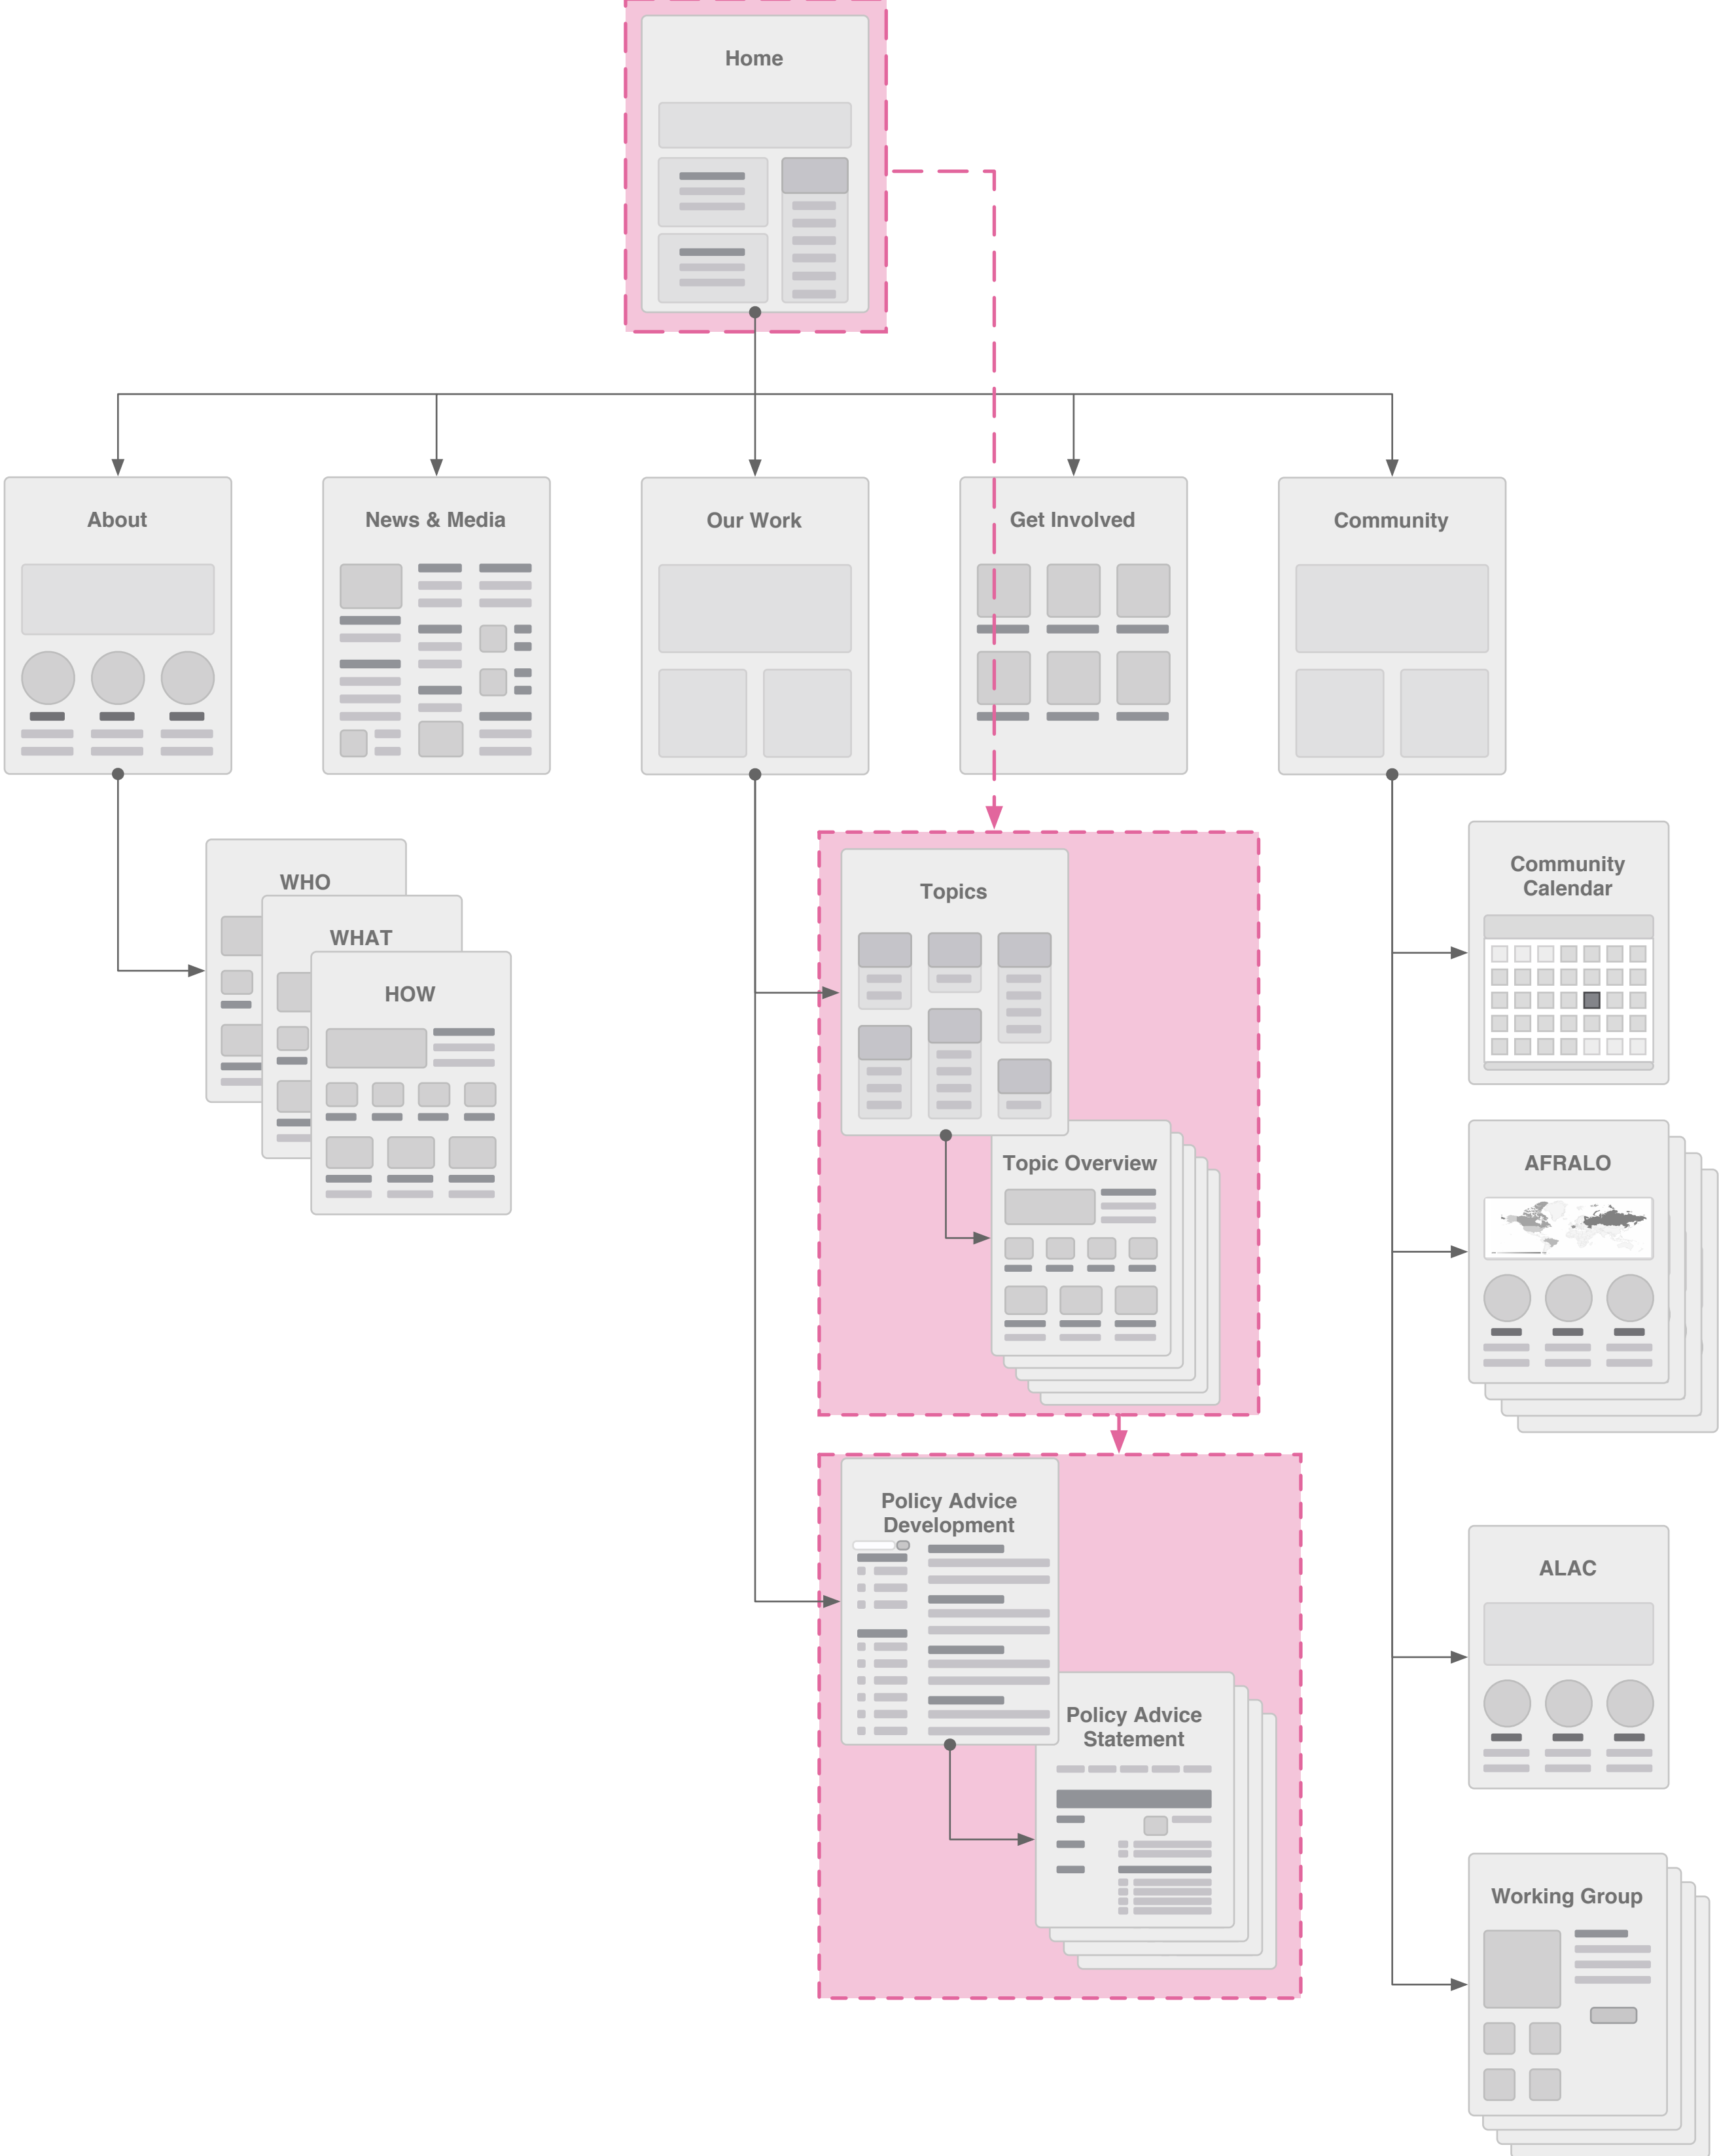 Home
About
News & Media
Our Work
Get Involved
Community
WHO
WHAT
HOW
Topics
Topic Overview
Policy Advice
Development
Policy Advice
Statement
Community
Calendar
AFRALO
ALAC
Working Group